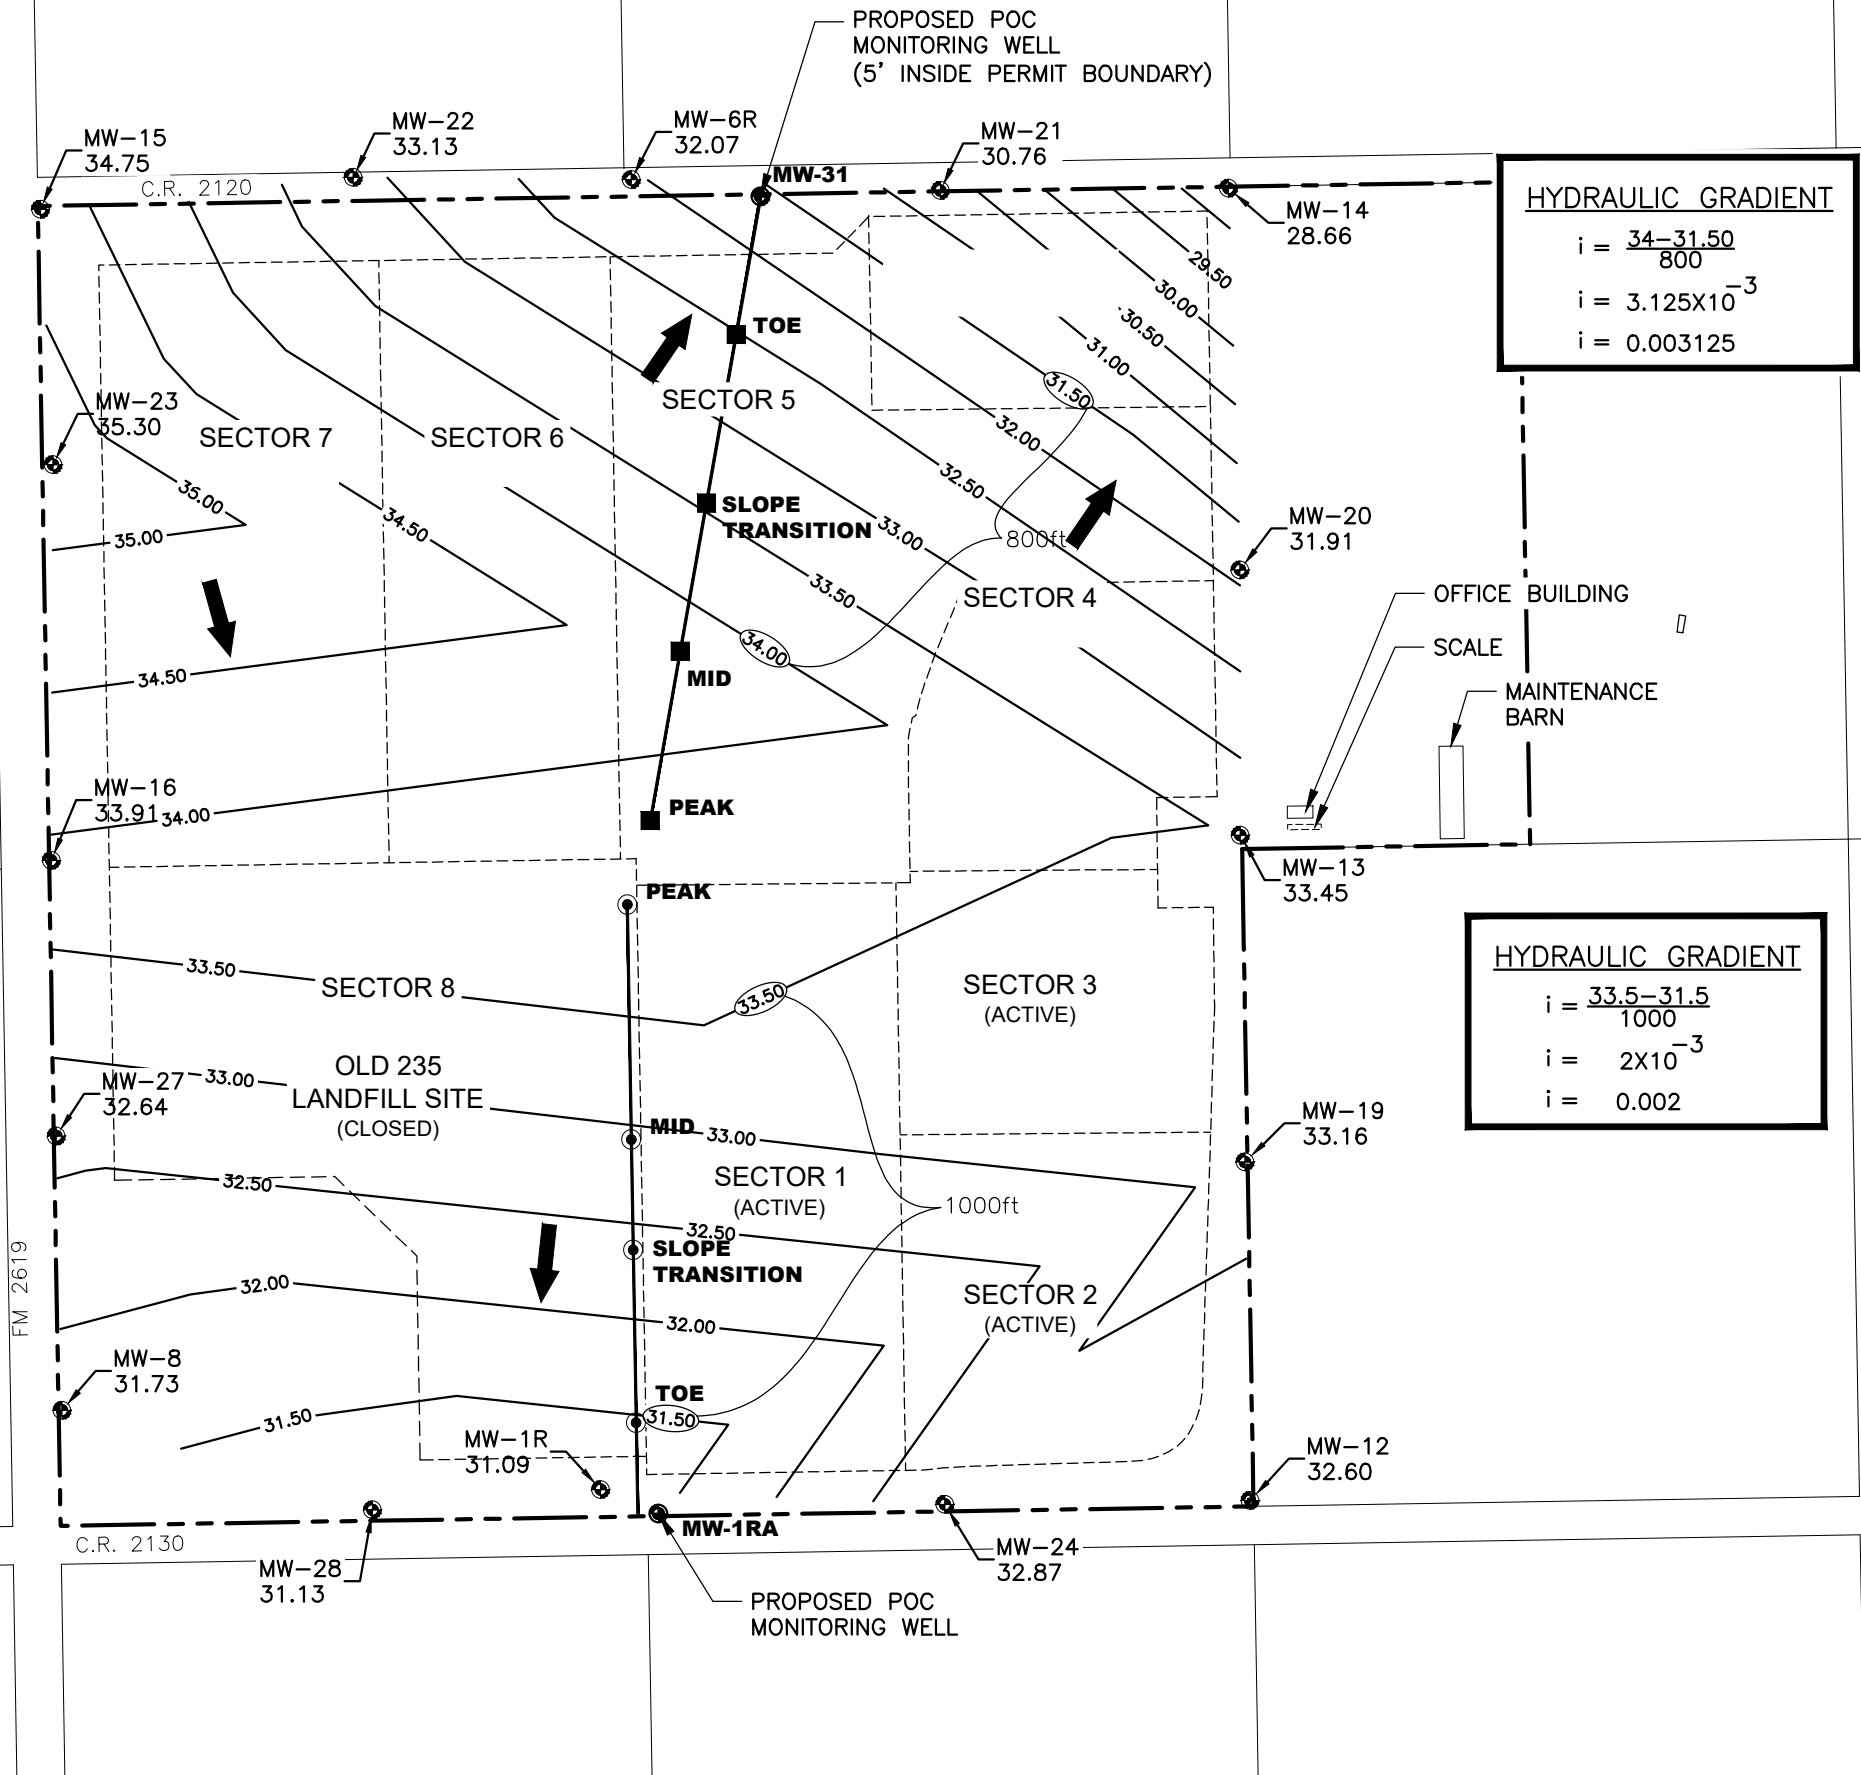 PROPOSED POC
MONITORING WELL
(5' INSIDE PERMIT BOUNDARY)
MW-15
34.75
MW-22
33.13
MW-6R
32.07
MW-21
30.76
C.R. 2120
MW-31
MW-14
28.66
HYDRAULIC GRADIENT
i = 34-31.50
800
i = 3.125X10-3
i = 0.003125
29.50
30.00
30.50
31.00
31.50
32.00
32.50
33.00
33.50
34.00
TOE
SECTOR 5
MW-23
35.30
SECTOR 7
SECTOR 6
35.00
34.50
35.00
34.50
SLOPE
TRANSITION
800ft
MW-20
31.91
SECTOR 4
OFFICE BUILDING
SCALE
MAINTENANCE
BARN
MID
MW-16
33.91
34.00
PEAK
MW-13
33.45
PEAK
33.50
SECTOR 8
33.50
SECTOR 3
(ACTIVE)
HYDRAULIC GRADIENT
i = 33.5-31.5
1000
i = 2X10-3
i = 0.002
OLD 235
LANDFILL SITE
(CLOSED)
33.00
MW-27
32.64
MID
33.00
MW-19
33.16
SECTOR 1
(ACTIVE)
32.50
1000ft
32.50
SLOPE
TRANSITION
FM 2619
32.00
32.00
SECTOR 2
(ACTIVE)
MW-8
31.73
TOE
31.50
31.50
MW-1R
31.09
MW-12
32.60
MW-1RA
C.R. 2130
MW-28
31.13
MW-24
32.87
PROPOSED POC
MONITORING WELL